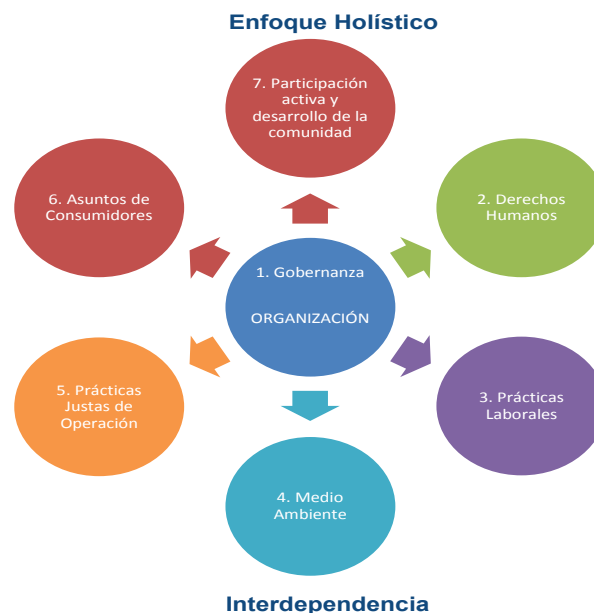 Enfoque Holístico
7. Participación
activa y
desarrollo de la
comunidad
6. Asuntos de
Consumidores
2. Derechos
Humanos
1. Gobernanza
ORGANIZACIÓN
5. Prácticas
Justas de
Operación
3. Prácticas
Laborales
4. Medio
Ambiente
Interdependencia